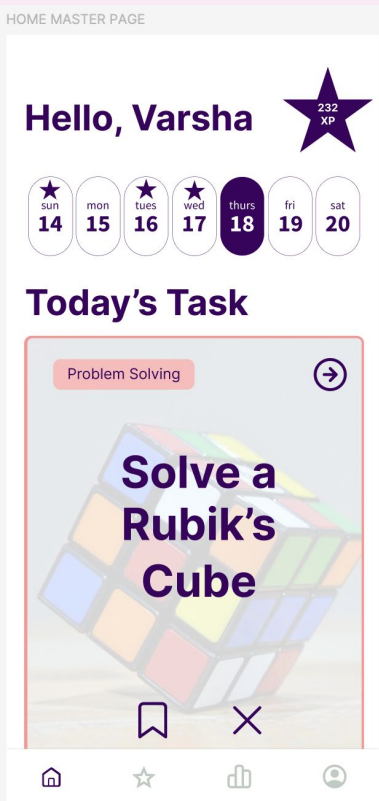 HOME MASTER PAGE
Hello, Varsha
232
XP
sun mon tues wed thurs fri sat
14 15 16 17 18 19 20
Today’s Task
Problem Solving
Solve a
Rubik’s
Cube